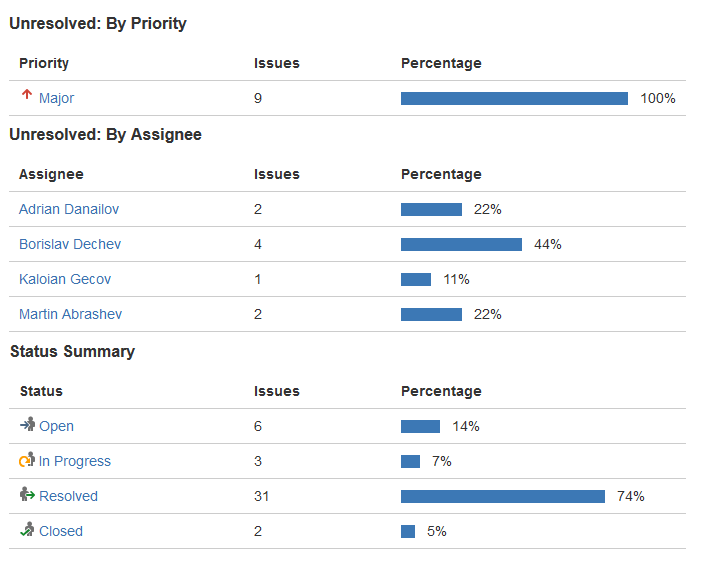 Unresolved: By Priority
Priority Issues Percentage
Major 9 100%
Unresolved: By Assignee
Assignee Issues Percentage
Adrian Danailov 2 22%
Borislav Dechev 4 44%
Kaloian Gecov 1 11%
Martin Abrashev 2 22%
Status Summary
Status Issues Percentage
Open 6 14%
In Progress 3 7%
Resolved 31 74%
Closed 2 5%